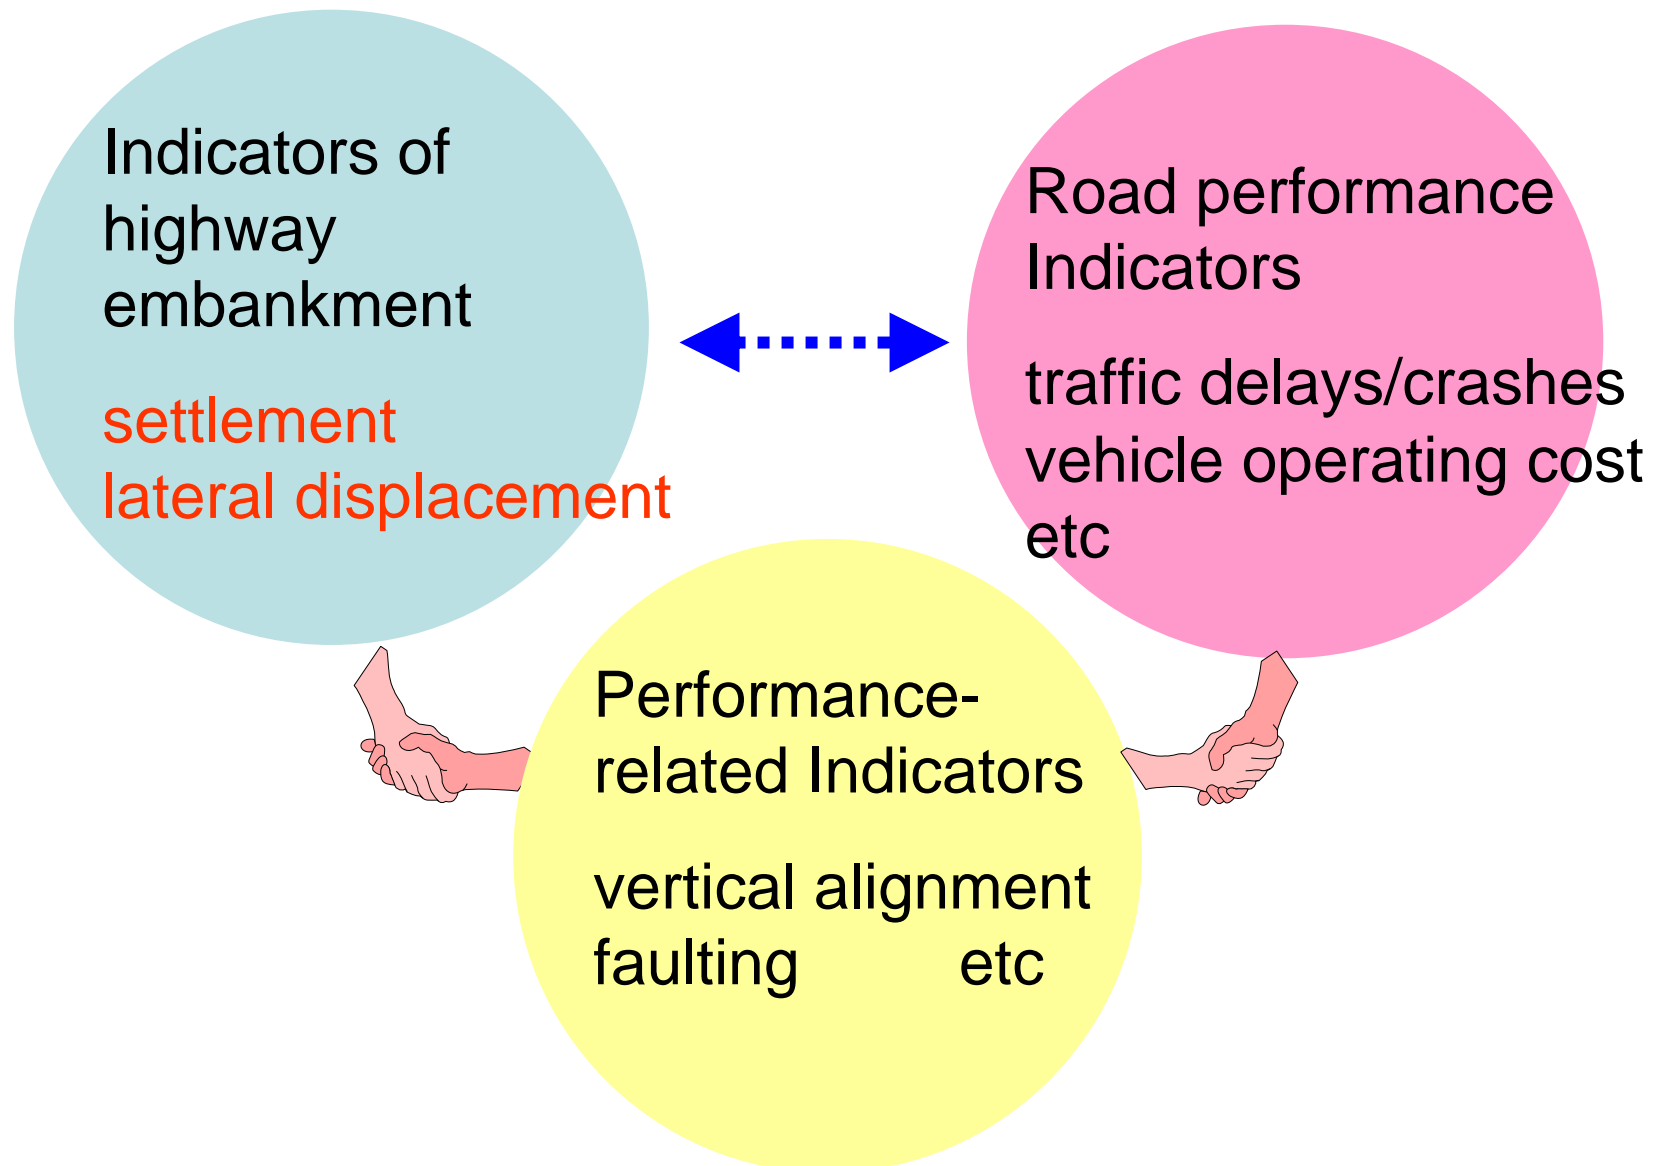 Indicators of
highway
embankment
settlement
lateral displacement
Road performance
Indicators
traffic delays/crashes
vehicle operating cost
etc
Performance-
related Indicators
vertical alignment
faulting etc